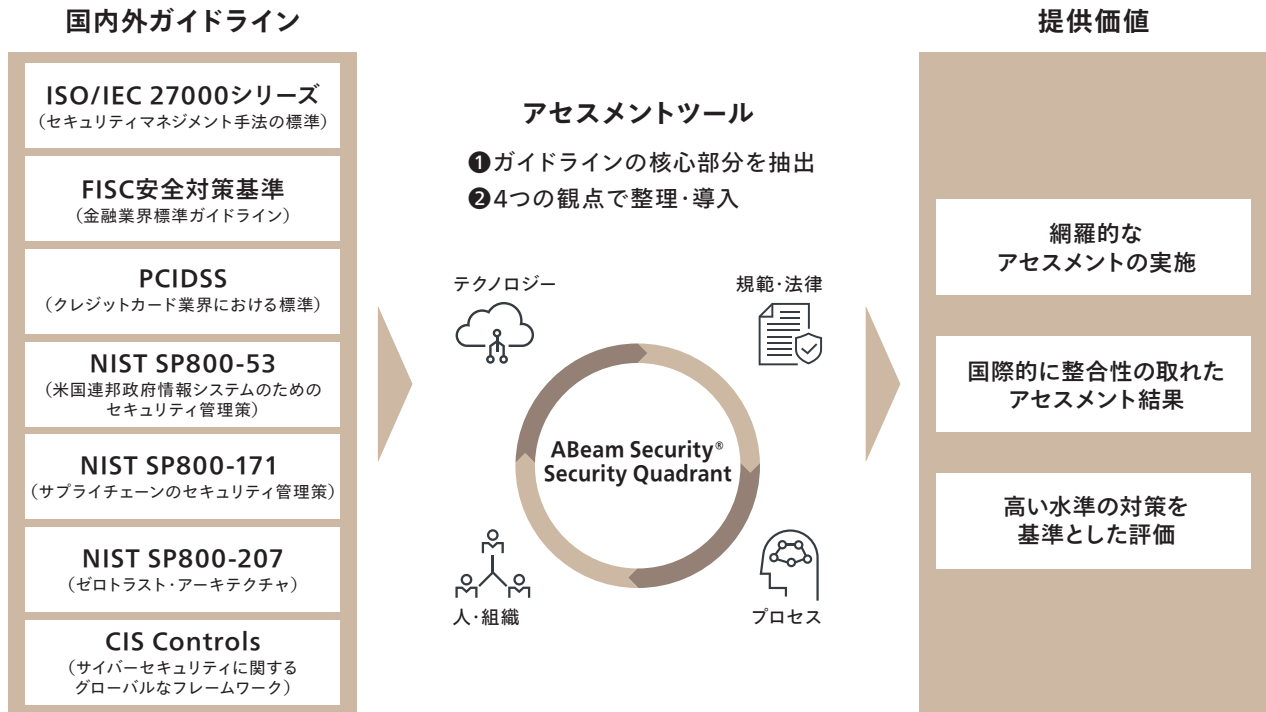 国内外ガイドライン
ISO/IEC 27000シリーズ
（セキュリティマネジメント手法の標準）
FISC安全対策基準
（金融業界標準ガイドライン）
PCIDSS
（クレジットカード業界における標準）
NIST SP800-53
（米国連邦政府情報システムのための
セキュリティ管理策）
NIST SP800-171
（サプライチェーンのセキュリティ管理策）
NIST SP800-207
（ゼロトラスト・アーキテクチャ）
CIS Controls
（サイバーセキュリティに関する
グローバルなフレームワーク）
アセスメントツール
❶ガイドラインの核心部分を抽出
❷4つの観点で整理・導入
テクノロジー
規範・法律
ABeam Security®
Security Quadrant
人・組織
プロセス
提供価値
網羅的な
アセスメントの実施
国際的に整合性の取れた
アセスメント結果
高い水準の対策を
基準とした評価